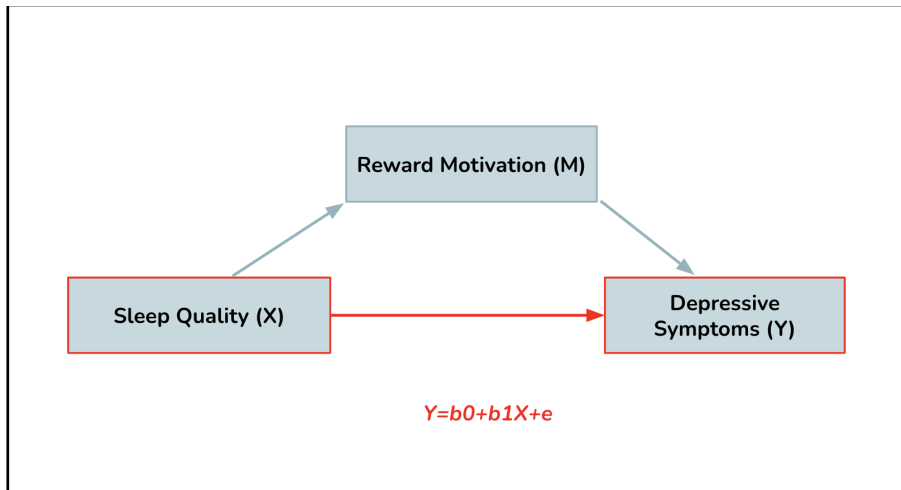 Reward Motivation (M)
Sleep Quality (X)
Depressive
Symptoms (Y)
Y=b0+b1X+e